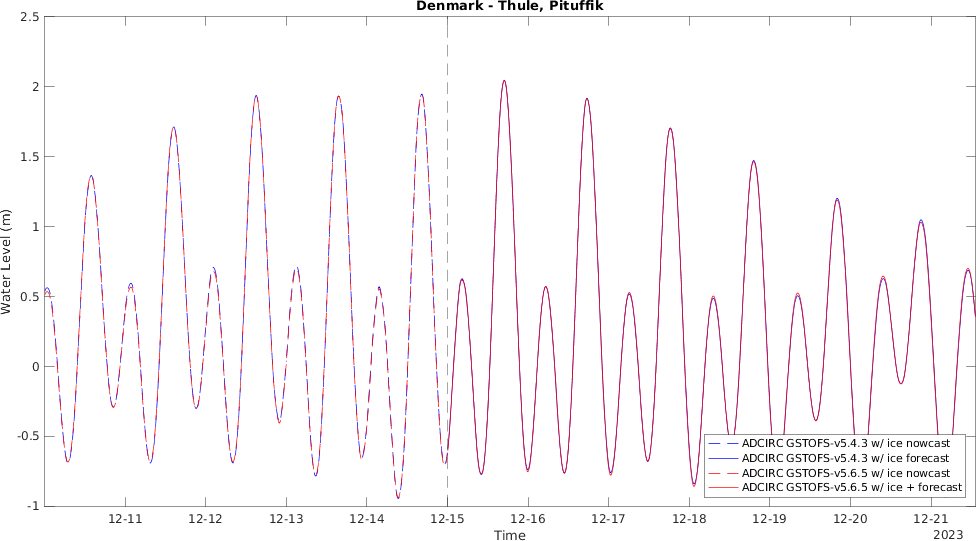 Denmark - Thule, Pituffik
2.5
2
1.5
1
0.5
0
-0.5
-1
Water Level (m)
ADCIRC GSTOFS-v5.4.3 w/ ice nowcast
ADCIRC GSTOFS-v5.4.3 w/ ice forecast
ADCIRC GSTOFS-v5.6.5 w/ ice nowcast
ADCIRC GSTOFS-v5.6.5 w/ ice + forecast
12-11 12-12 12-13 12-14 12-15 12-16 12-17 12-18 12-19 12-20 12-21
Time
2023